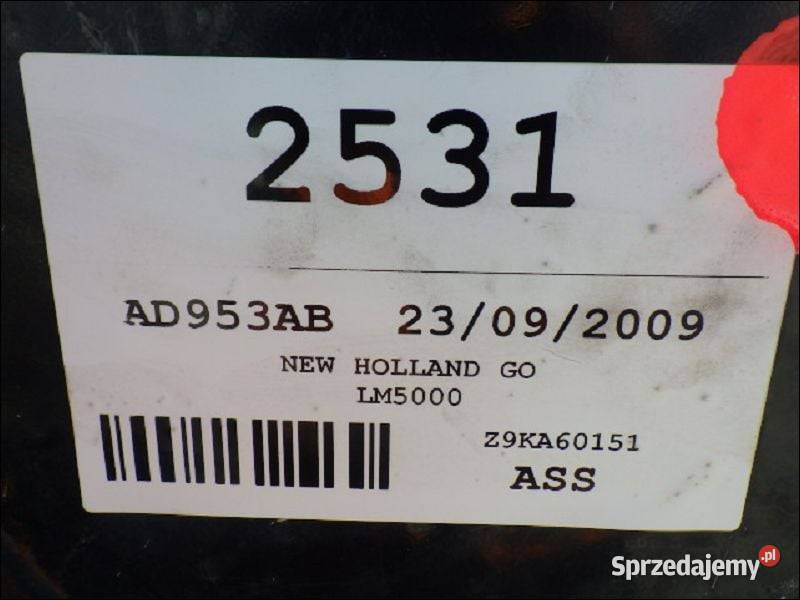 2531
AD953AB 23/09/2009
NEW HOLLAND GO
LM5000
Z9KA60151
ASS
Sprzedajemy.pl